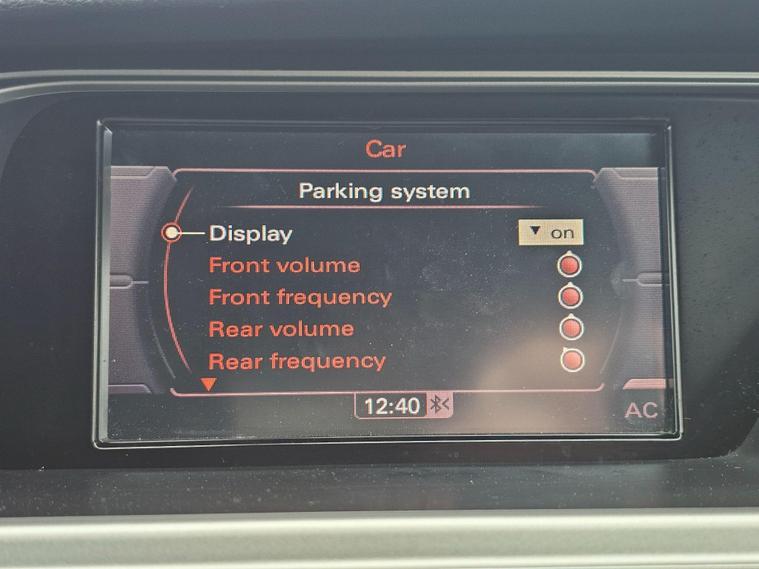 Car
Parking system
Display on
Front volume
Front frequency
Rear volume
Rear frequency
12:40
AC